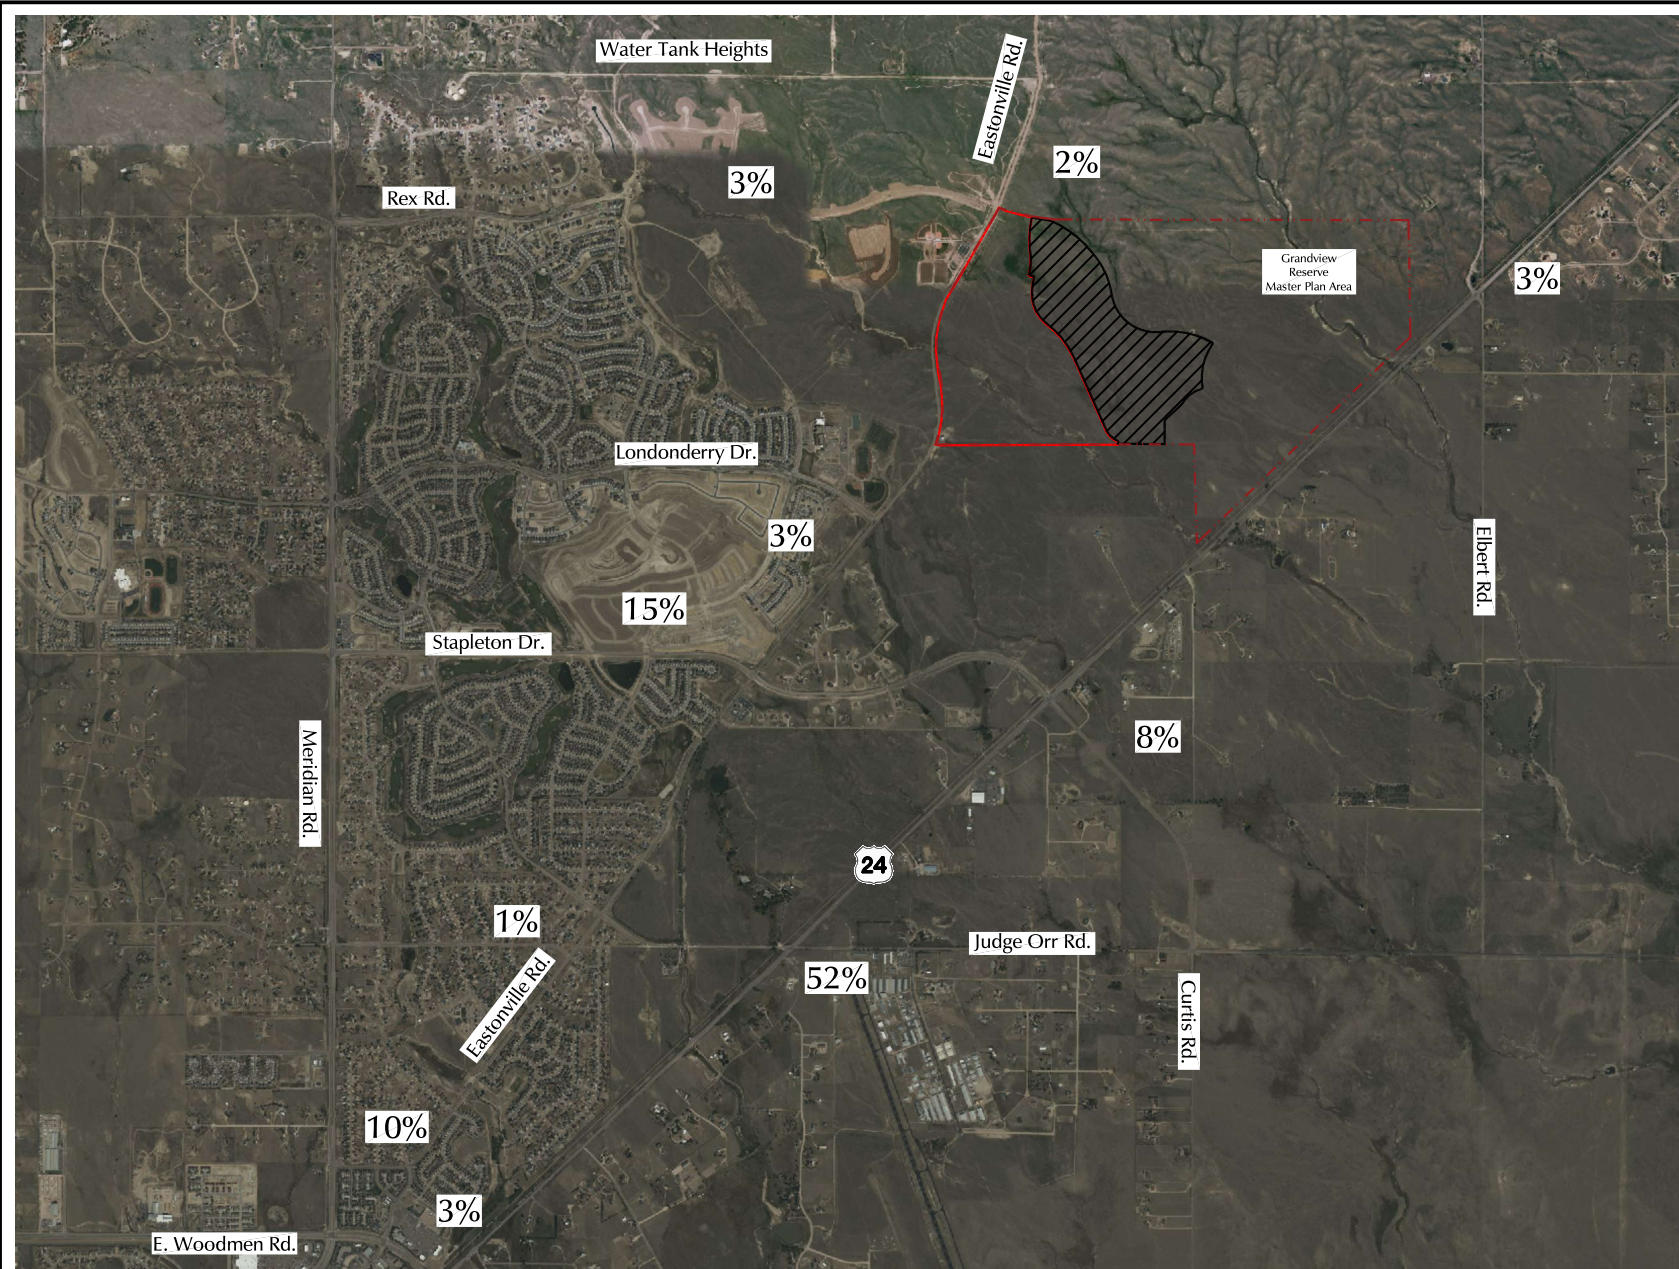 Water Tank Heights
Eastonville Rd.
2%
3%
Rex Rd.
Grandview
Reserve
Master Plan Area
3%
Londonderry Dr.
3%
Elbert Rd.
15%
Stapleton Dr.
Meridian Rd.
8%
24
1%
Judge Orr Rd.
Eastonville Rd.
52%
Curtis Rd.
10%
3%
E. Woodmen Rd.